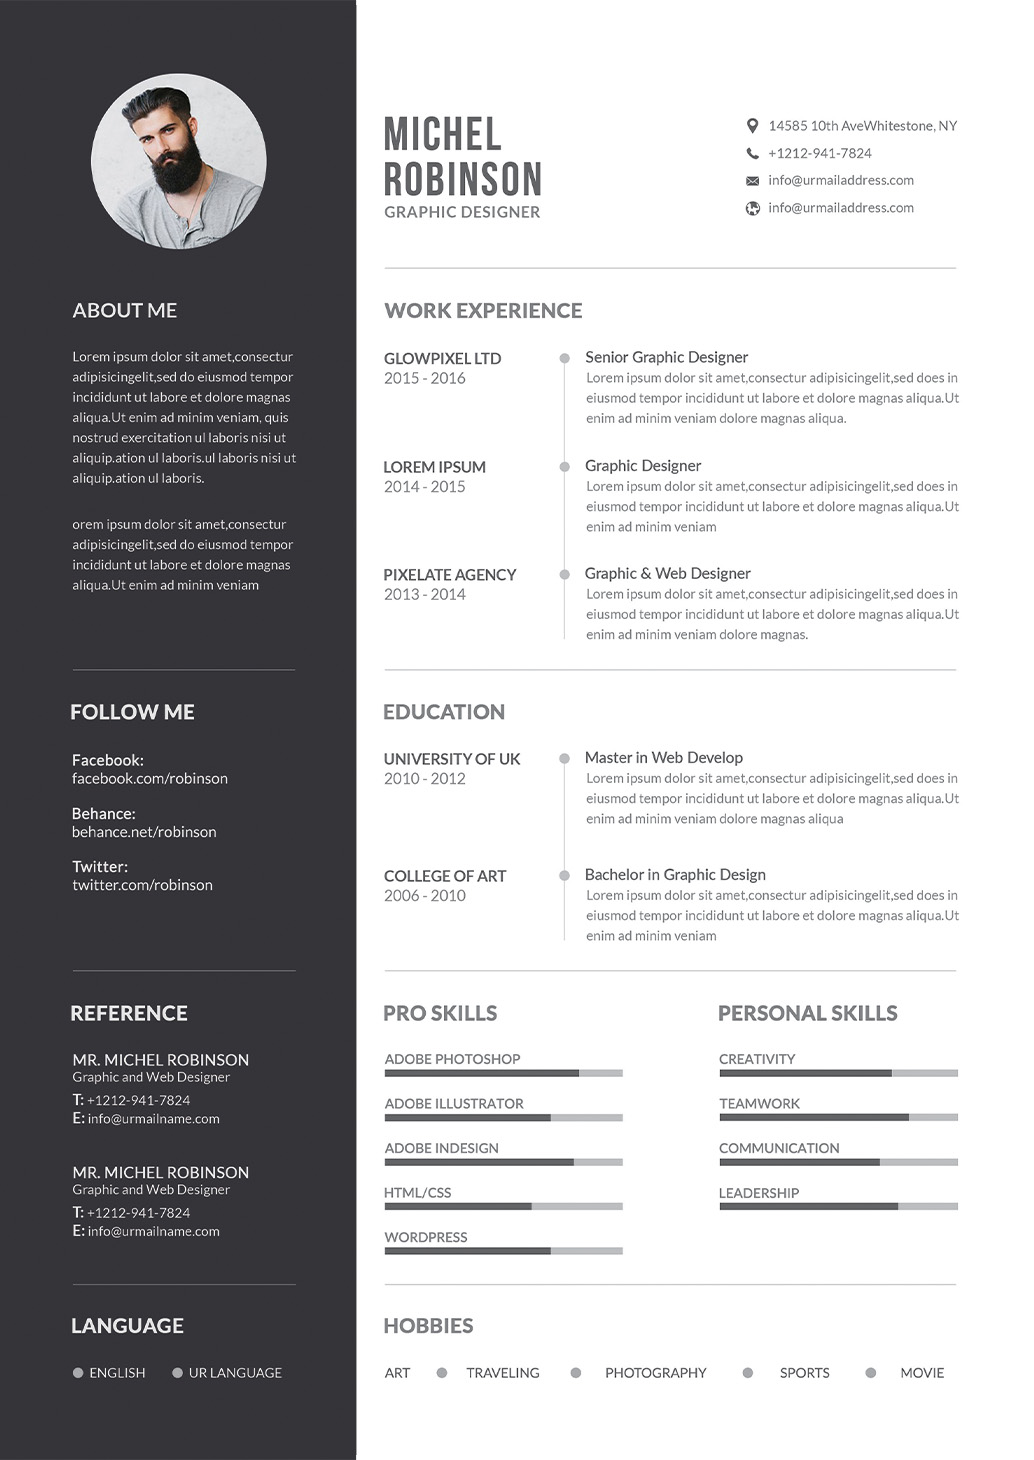 MICHEL
ROBINSON
GRAPHIC DESIGNER
14585 10th AveWhitestone, NY
+1212-941-7824
info@urmailaddress.com
info@urmailaddress.com
ABOUT ME
Lorem ipsum dolor sit amet,consectur
adipisicingelit,sed do eiusmod tempor
incididunt ut labore et dolore magnas
aliqua.Ut enim ad minim veniam, quis
nostrud exercitation ul laboris nisi ut
aliquip.ation ul laboris.ul laboris nisi ut
aliquip.ation ul laboris.
orem ipsum dolor sit amet,consectur
adipisicingelit,sed do eiusmod tempor
incididunt ut labore et dolore magnas
aliqua.Ut enim ad minim veniam
FOLLOW ME
Facebook:
facebook.com/robinson
Behance:
behance.net/robinson
Twitter:
twitter.com/robinson
REFERENCE
MR. MICHEL ROBINSON
Graphic and Web Designer
T: +1212-941-7824
E: info@urmailname.com
MR. MICHEL ROBINSON
Graphic and Web Designer
T: +1212-941-7824
E: info@urmailname.com
LANGUAGE
ENGLISH
UR LANGUAGE
WORK EXPERIENCE
GLOWPIXEL LTD
2015 - 2016
Senior Graphic Designer
Lorem ipsum dolor sit amet,consectur adipisicingelit,sed does in
eiusmod tempor incididunt ut labore et dolore magnas aliqua.Ut
enim ad minim veniam dolore magnas aliqua.
LOREM IPSUM
2014 - 2015
Graphic Designer
Lorem ipsum dolor sit amet,consectur adipisicingelit,sed does in
eiusmod tempor incididunt ut labore et dolore magnas aliqua.Ut
enim ad minim veniam
PIXELATE AGENCY
2013 - 2014
Graphic & Web Designer
Lorem ipsum dolor sit amet,consectur adipisicingelit,sed does in
eiusmod tempor incididunt ut labore et dolore magnas aliqua.Ut
enim ad minim veniam dolore magnas.
EDUCATION
UNIVERSITY OF UK
2010 - 2012
Master in Web Develop
Lorem ipsum dolor sit amet,consectur adipisicingelit,sed does in
eiusmod tempor incididunt ut labore et dolore magnas aliqua.Ut
enim ad minim veniam dolore magnas aliqua
COLLEGE OF ART
2006 - 2010
Bachelor in Graphic Design
Lorem ipsum dolor sit amet,consectur adipisicingelit,sed does in
eiusmod tempor incididunt ut labore et dolore magnas aliqua.Ut
enim ad minim veniam
PRO SKILLS
ADOBE PHOTOSHOP
ADOBE ILLUSTRATOR
ADOBE INDESIGN
HTML/CSS
WORDPRESS
PERSONAL SKILLS
CREATIVITY
TEAMWORK
COMMUNICATION
LEADERSHIP
HOBBIES
ART
TRAVELING
PHOTOGRAPHY
SPORTS
MOVIE